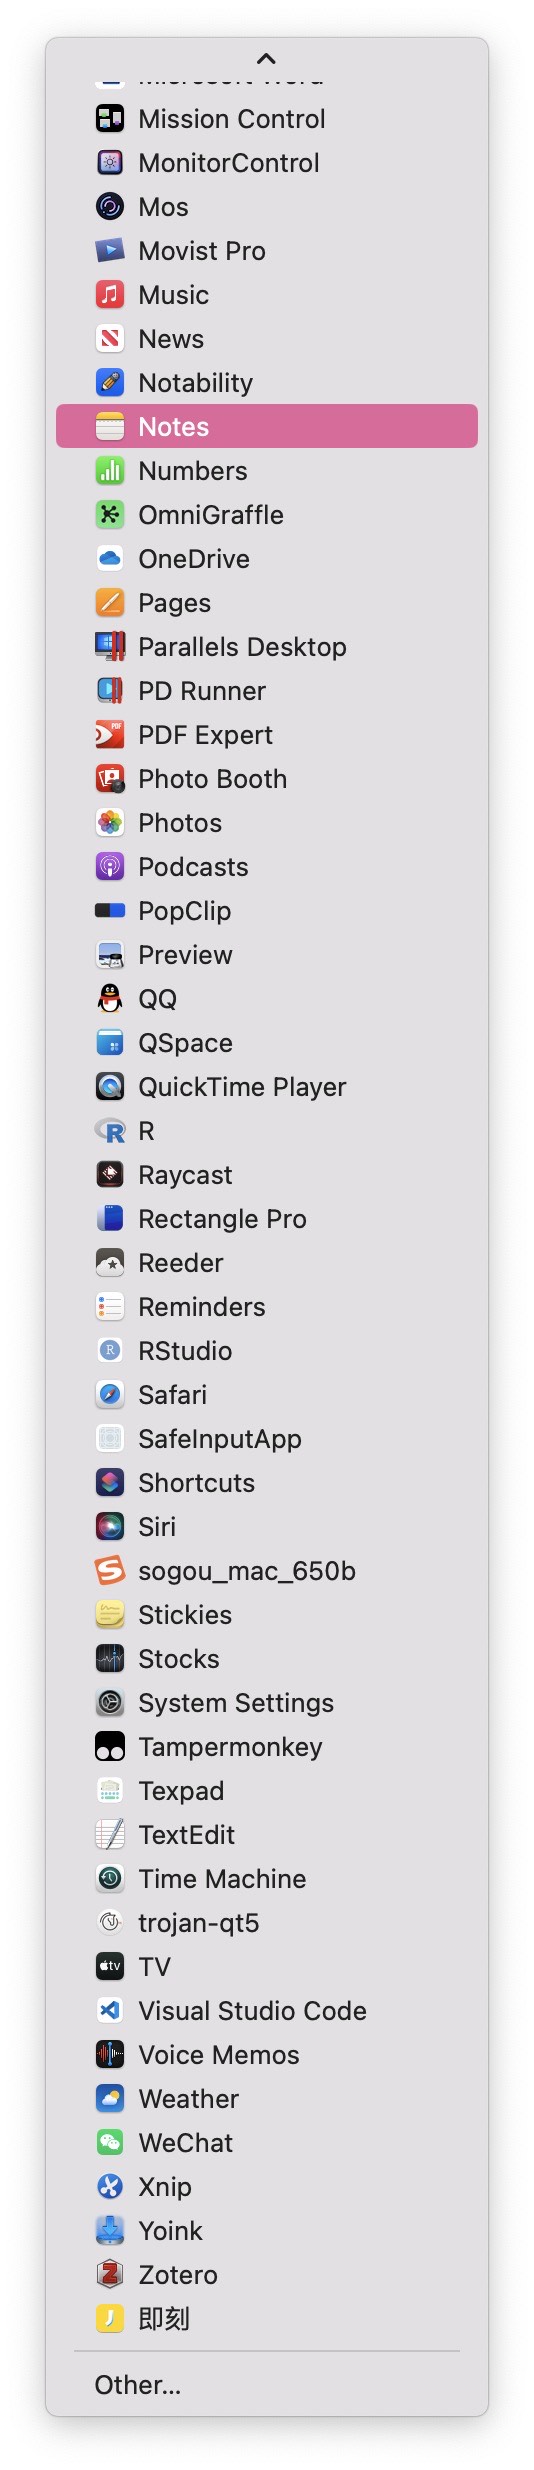 Microsoft Word
Mission Control
MonitorControl
Mos
Movist Pro
Music
News
Notability
Notes
Numbers
OmniGraffle
OneDrive
Pages
Parallels Desktop
PD Runner
PDF Expert
Photo Booth
Photos
Podcasts
PopClip
Preview
QQ
QSpace
QuickTime Player
R
Raycast
Rectangle Pro
Reeder
Reminders
RStudio
Safari
SafeInputApp
Shortcuts
Siri
sogou_mac_650b
Stickies
Stocks
System Settings
Tampermonkey
Texpad
TextEdit
Time Machine
trojan-qt5
TV
Visual Studio Code
Voice Memos
Weather
WeChat
Xnip
Yoink
Zotero
即刻
Other...